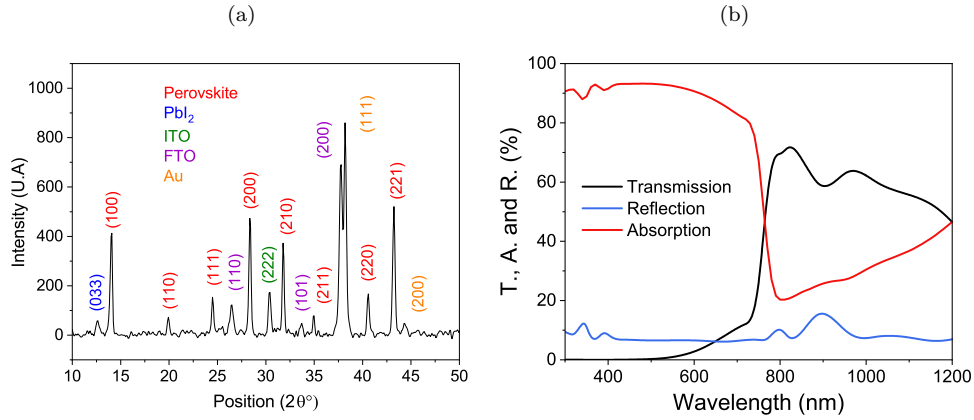 (a)
Intensity (U.A)
1000
800
600
400
200
0
Perovskite
PbI₂
ITO
FTO
Au
(033)
(100)
(110)
(111)
(110)
(200)
(222)
(210)
(101)
(211)
(200)
(111)
(220)
(221)
(200)
10 15 20 25 30 35 40 45 50
Position (2θ°)
(b)
T., A. and R. (%)
100
80
60
40
20
0
Transmission
Reflection
Absorption
400 600 800 1000 1200
Wavelength (nm)